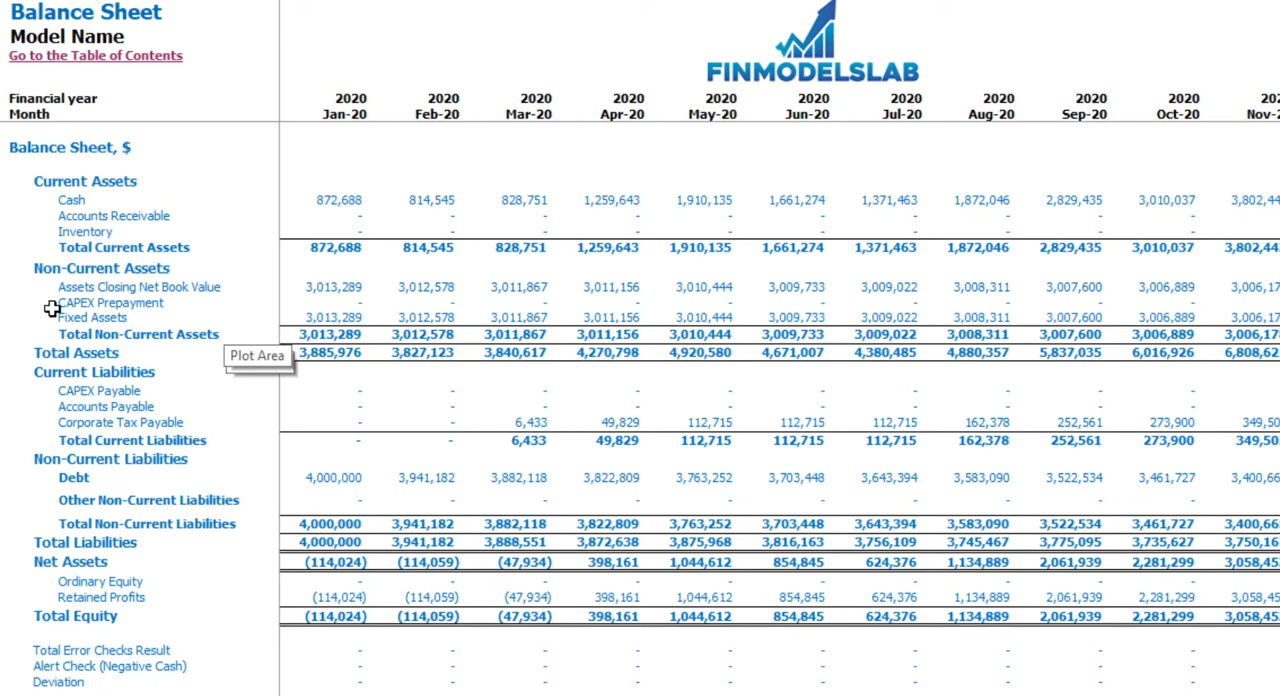 Balance Sheet
Model Name
Go to the Table of Contents
FINMODELSLAB
Financial year 2020 2020 2020 2020 2020 2020 2020 2020 2020 2020
Month Jan-20 Feb-20 Mar-20 Apr-20 May-20 Jun-20 Jul-20 Aug-20 Sep-20 Oct-20
Balance Sheet, $
Current Assets
Cash 872,688 814,545 828,751 1,259,643 1,910,135 1,661,274 1,371,463 1,872,046 2,829,435 3,010,037
Accounts Receivable - - - - - - - - - -
Inventory - - - - - - - - - -
Total Current Assets 872,688 814,545 828,751 1,259,643 1,910,135 1,661,274 1,371,463 1,872,046 2,829,435 3,010,037
Non-Current Assets
Assets Closing Net Book Value 3,013,289 3,012,578 3,011,867 3,011,156 3,010,444 3,009,733 3,009,022 3,008,311 3,007,600 3,006,889
CAPEX Prepayment - - - - - - - - - -
Fixed Assets 3,013,289 3,012,578 3,011,867 3,011,156 3,010,444 3,009,733 3,009,022 3,008,311 3,007,600 3,006,889
Total Non-Current Assets 3,013,289 3,012,578 3,011,867 3,011,156 3,010,444 3,009,733 3,009,022 3,008,311 3,007,600 3,006,889
Total Assets 3,885,976 3,827,123 3,840,617 4,270,798 4,920,580 4,671,007 4,380,485 4,880,357 5,837,035 6,016,926
Plot Area
Current Liabilities
CAPEX Payable - - - - - - - - - -
Accounts Payable - - - - - - - - - -
Corporate Tax Payable - - 6,433 49,829 112,715 112,715 112,715 162,378 252,561 273,900
Total Current Liabilities - - 6,433 49,829 112,715 112,715 112,715 162,378 252,561 273,900
Non-Current Liabilities
Debt 4,000,000 3,941,182 3,882,118 3,822,809 3,763,252 3,703,448 3,643,394 3,583,090 3,522,534 3,461,727
Other Non-Current Liabilities - - - - - - - - - -
Total Non-Current Liabilities 4,000,000 3,941,182 3,882,118 3,822,809 3,763,252 3,703,448 3,643,394 3,583,090 3,522,534 3,461,727
Total Liabilities 4,000,000 3,941,182 3,888,551 3,872,638 3,875,968 3,816,163 3,756,109 3,745,467 3,775,095 3,735,627
Net Assets (114,024) (114,059) (47,934) 398,161 1,044,612 854,845 624,376 1,134,889 2,061,939 2,281,299
Ordinary Equity - - - - - - - - - -
Retained Profits (114,024) (114,059) (47,934) 398,161 1,044,612 854,845 624,376 1,134,889 2,061,939 2,281,299
Total Equity (114,024) (114,059) (47,934) 398,161 1,044,612 854,845 624,376 1,134,889 2,061,939 2,281,299
Total Error Checks Result - - - - - - - - - -
Alert Check (Negative Cash) - - - - - - - - - -
Deviation - - - - - - - - - -